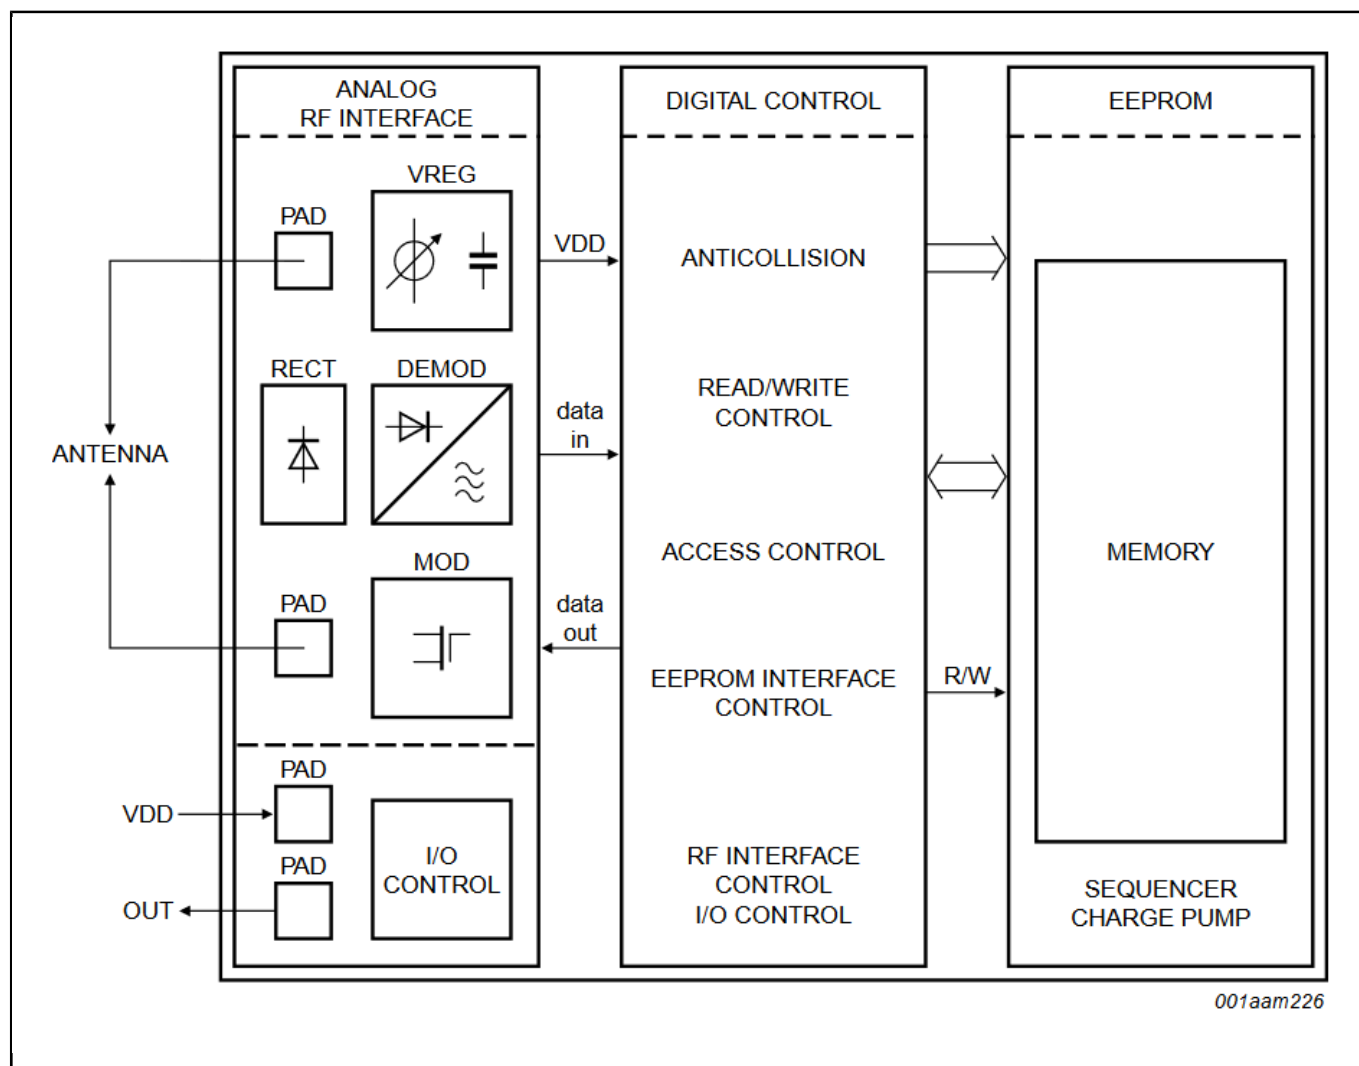 ANALOG
RF INTERFACE
VREG
PAD
RECT
DEMOD
MOD
PAD
PAD
PAD
I/O
CONTROL
ANTENNA
VDD
OUT
VDD
data
in
data
out
DIGITAL CONTROL
ANTICOLLISION
READ/WRITE
CONTROL
ACCESS CONTROL
EEPROM INTERFACE
CONTROL
RF INTERFACE
CONTROL
I/O CONTROL
R/W
EEPROM
MEMORY
SEQUENCER
CHARGE PUMP
001aam226